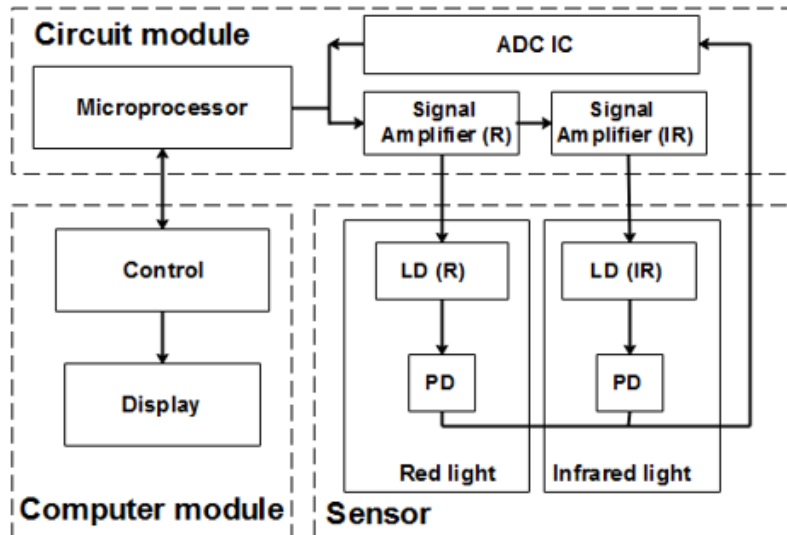 Circuit module
ADC IC
Microprocessor
Signal
Amplifier (R)
Signal
Amplifier (IR)
Control
LD (R)
LD (IR)
PD
PD
Display
Red light
Infrared light
Computer module
Sensor